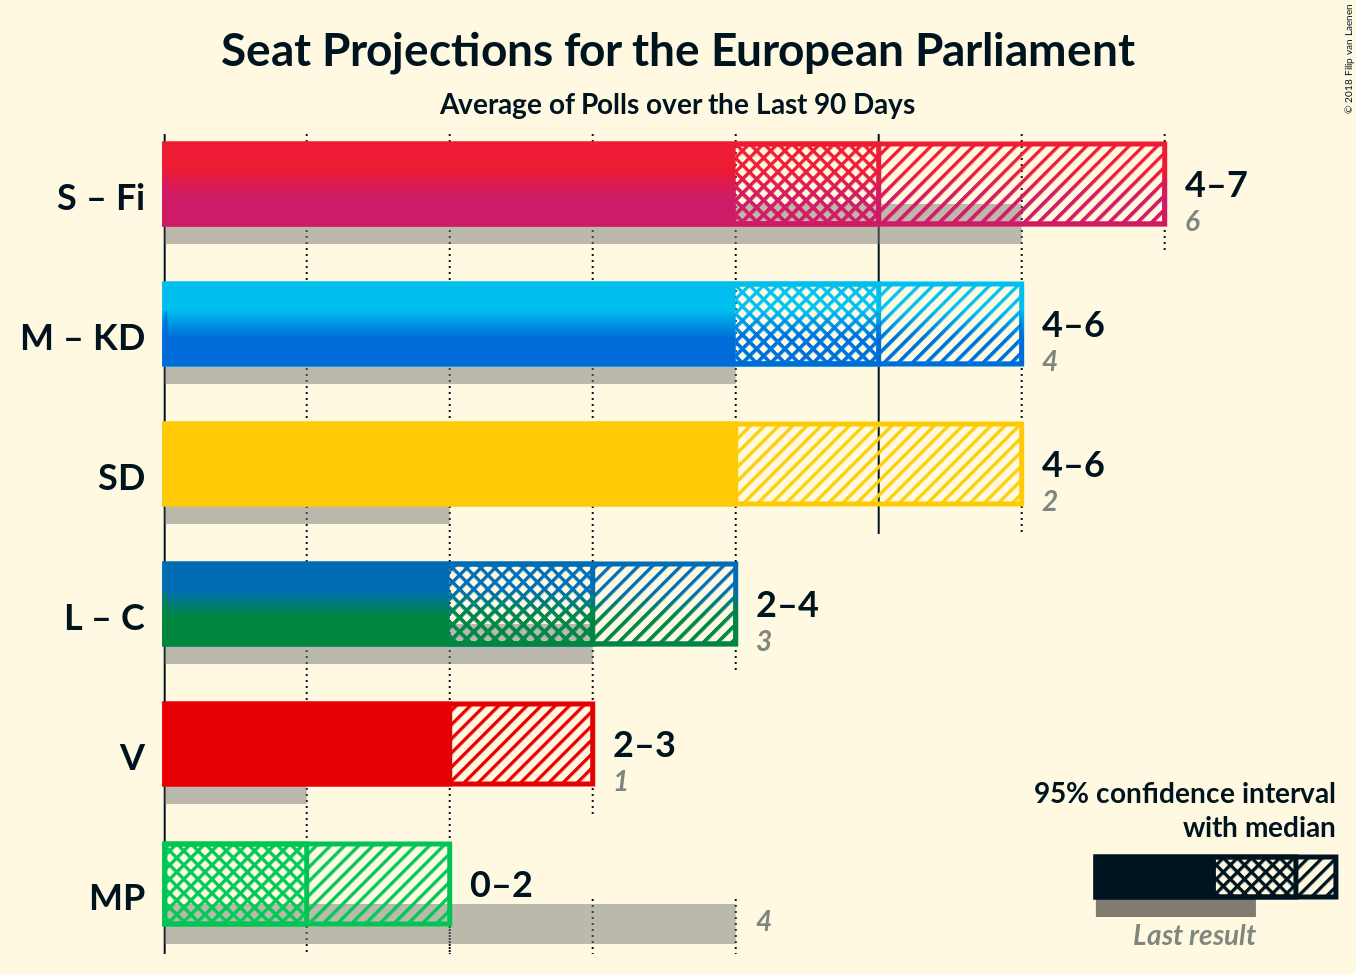 Seat Projections for the European Parliament
Average of Polls over the Last 90 Days
© 2018 Filip van Laenen
S – Fi
4–7
6
M – KD
4–6
4
SD
4–6
2
L – C
2–4
3
V
2–3
1
MP
0–2
4
95% confidence interval
with median
Last result